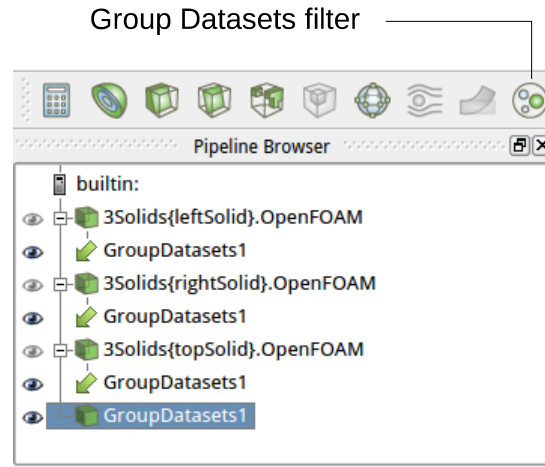 Group Datasets filter
Pipeline Browser
builtin:
3Solids{leftSolid}.OpenFOAM
GroupDatasets1
3Solids{rightSolid}.OpenFOAM
GroupDatasets1
3Solids{topSolid}.OpenFOAM
GroupDatasets1
GroupDatasets1